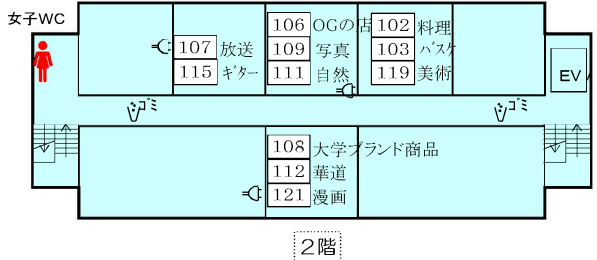 女子WC
106 OGの店
102 料理
107 放送
109 写真
103 バスケ
115 ギター
111 自然
119 美術
EV
ゴミ
ゴミ
108 大学ブランド商品
112 華道
121 漫画
2階